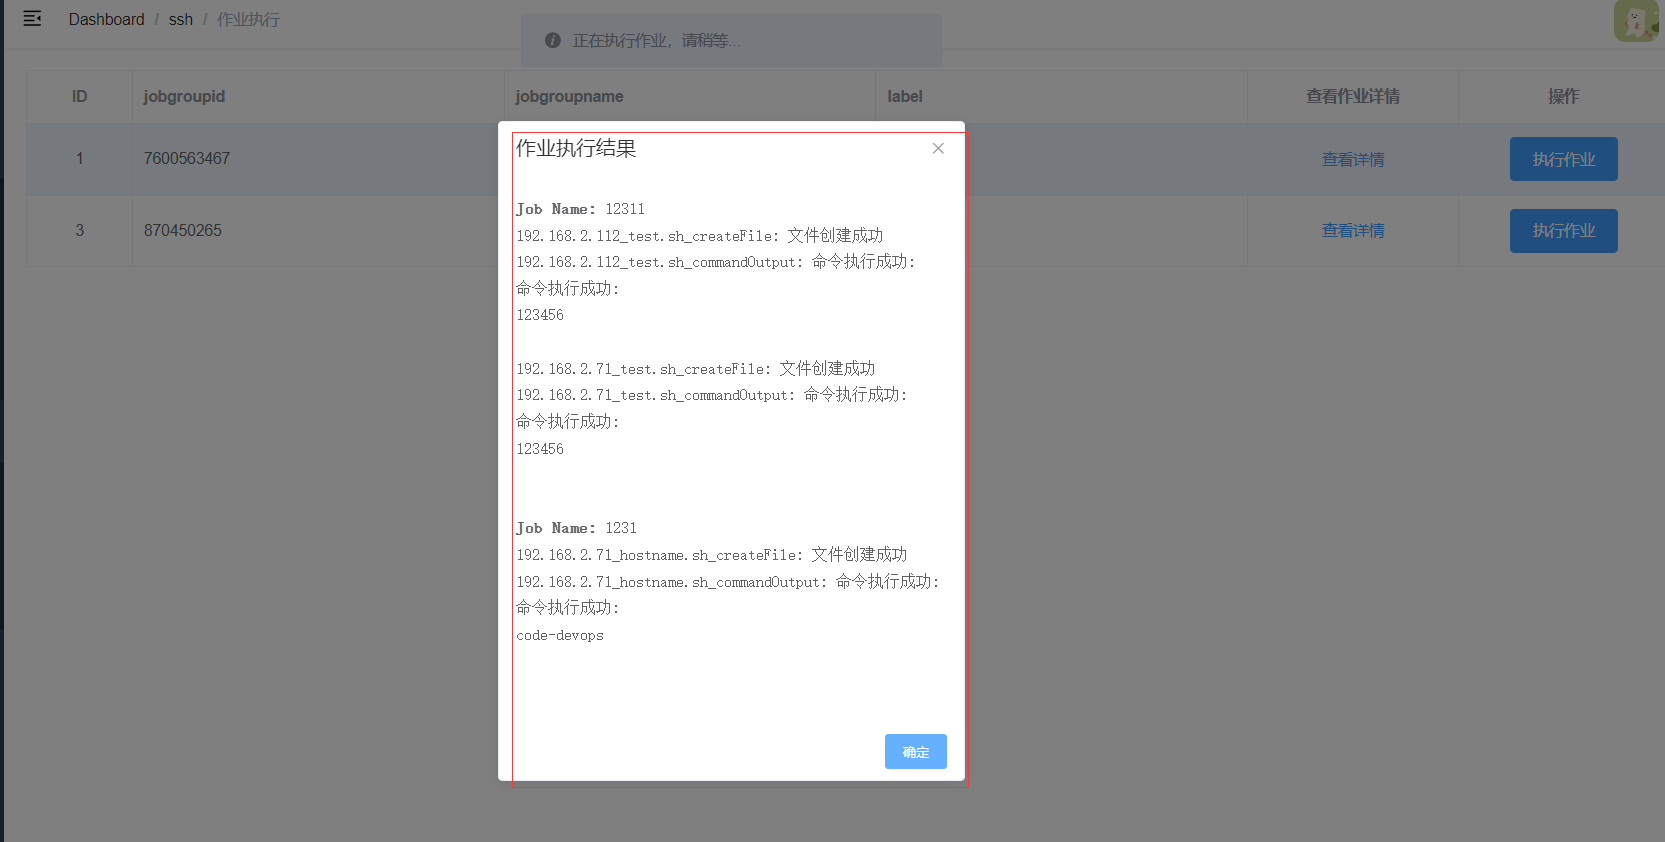 Dashboard / ssh / 作业执行
正在执行作业，请稍等...
ID jobgroupid jobgroupname label 查看作业详情 操作
1 7600563467 查看详情 执行作业
3 870450265 查看详情 执行作业
作业执行结果
Job Name: 12311
192.168.2.112_test.sh_createFile: 文件创建成功
192.168.2.112_test.sh_commandOutput: 命令执行成功:
命令执行成功:
123456
192.168.2.71_test.sh_createFile: 文件创建成功
192.168.2.71_test.sh_commandOutput: 命令执行成功:
命令执行成功:
123456
Job Name: 1231
192.168.2.71_hostname.sh_createFile: 文件创建成功
192.168.2.71_hostname.sh_commandOutput: 命令执行成功:
命令执行成功:
code-devops
确定